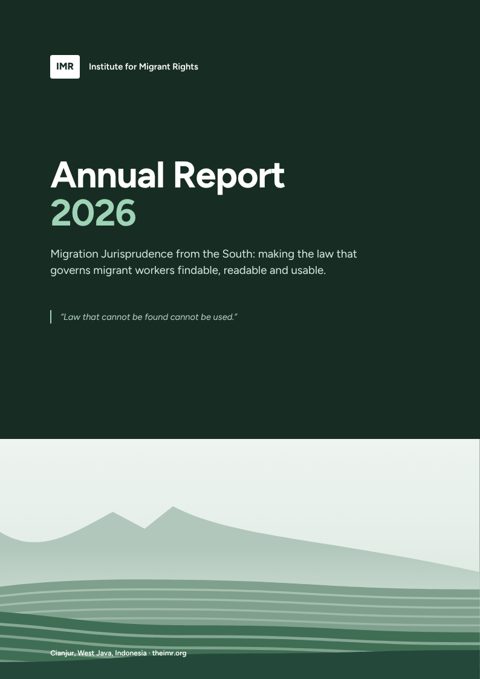 IMR Institute for Migrant Rights
Annual Report
2026
Migration Jurisprudence from the South: making the law that
governs migrant workers findable, readable and usable.
“Law that cannot be found cannot be used.”
Cianjur, West Java, Indonesia · theimr.org